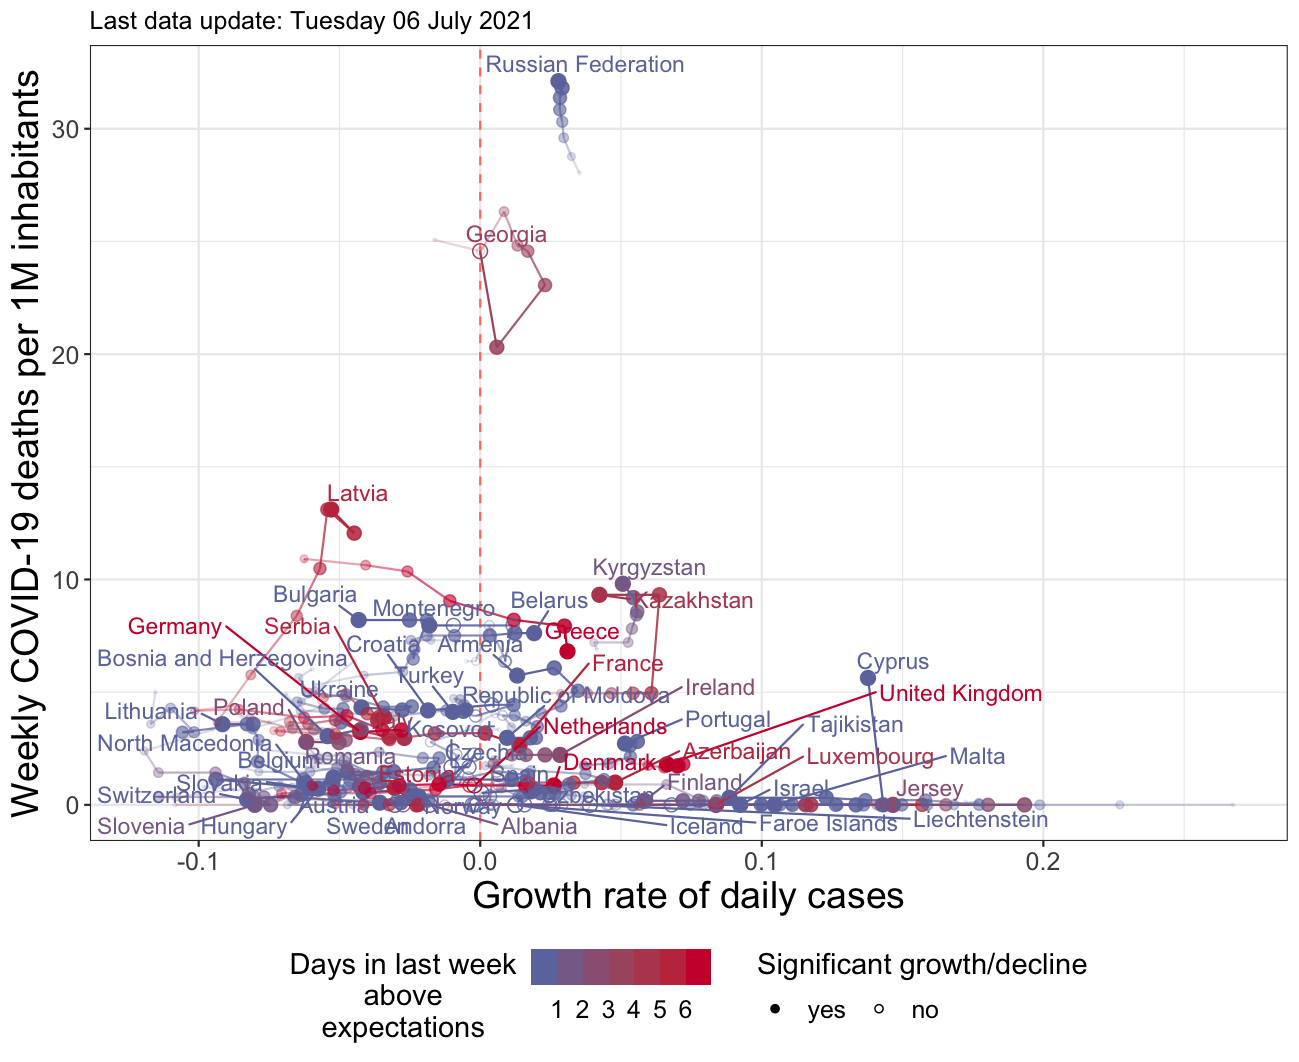 Last data update: Tuesday 06 July 2021
Weekly COVID-19 deaths per 1M inhabitants
30
20
10
0
Russian Federation
Georgia
Latvia
Kyrgyzstan
Kazakhstan
Bulgaria
Montenegro
Belarus
Germany
Serbia
Greece
Croatia
Armenia
Bosnia and Herzegovina
France
Cyprus
Turkey
Ukraine
Republic of Moldova
Ireland
United Kingdom
Lithuania
Poland
Kosovo
Netherlands
Portugal
Tajikistan
North Macedonia
Romania
Belgium
Czechia
Denmark
Azerbaijan
Luxembourg
Malta
Slovakia
Estonia
Spain
Finland
Switzerland
Austria
Norway
Uzbekistan
Israel
Jersey
Slovenia
Hungary
Sweden
Andorra
Albania
Iceland
Faroe Islands
Liechtenstein
-0.1
0.0
0.1
0.2
Growth rate of daily cases
Days in last week
above
expectations
1 2 3 4 5 6
Significant growth/decline
yes
no